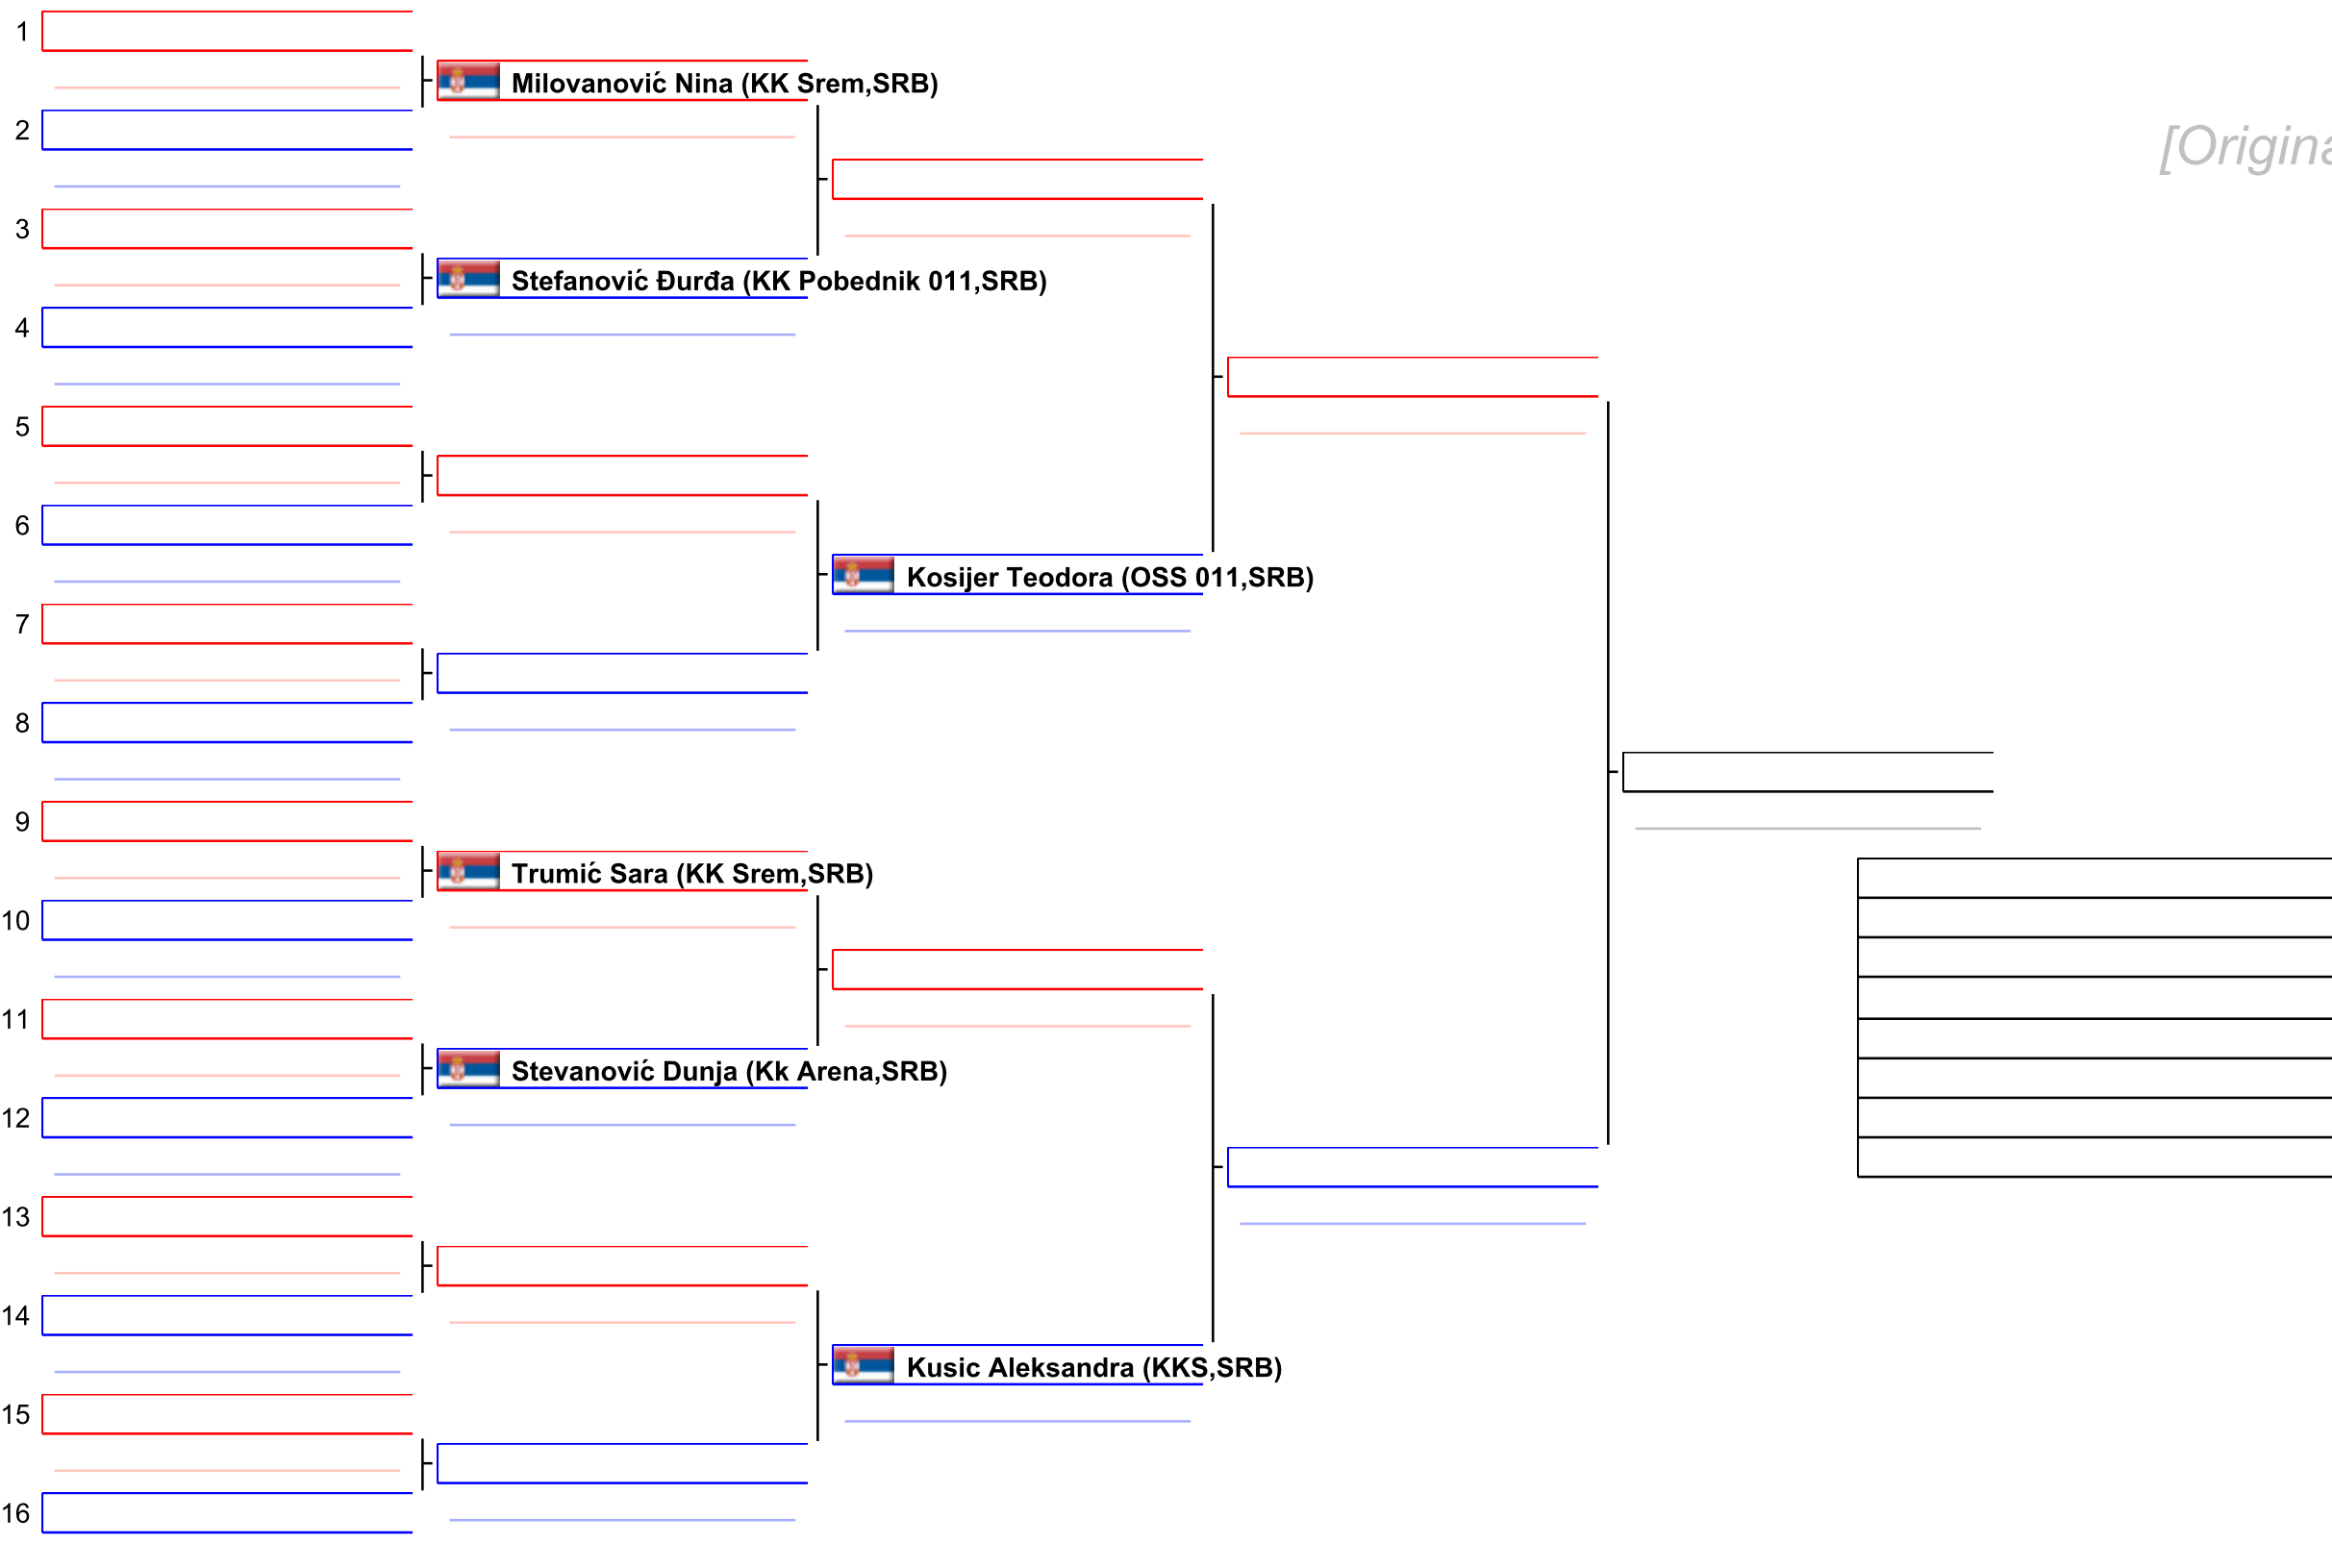 1
Milovanović Nina (KK Srem,SRB)
2
[Origina
3
Stefanović Đurđa (KK Pobednik 011,SRB)
4
5
6
Kosijer Teodora (OSS 011,SRB)
7
8
9
Trumić Sara (KK Srem,SRB)
10
11
Stevanović Dunja (Kk Arena,SRB)
12
13
14
Kusic Aleksandra (KKS,SRB)
15
16